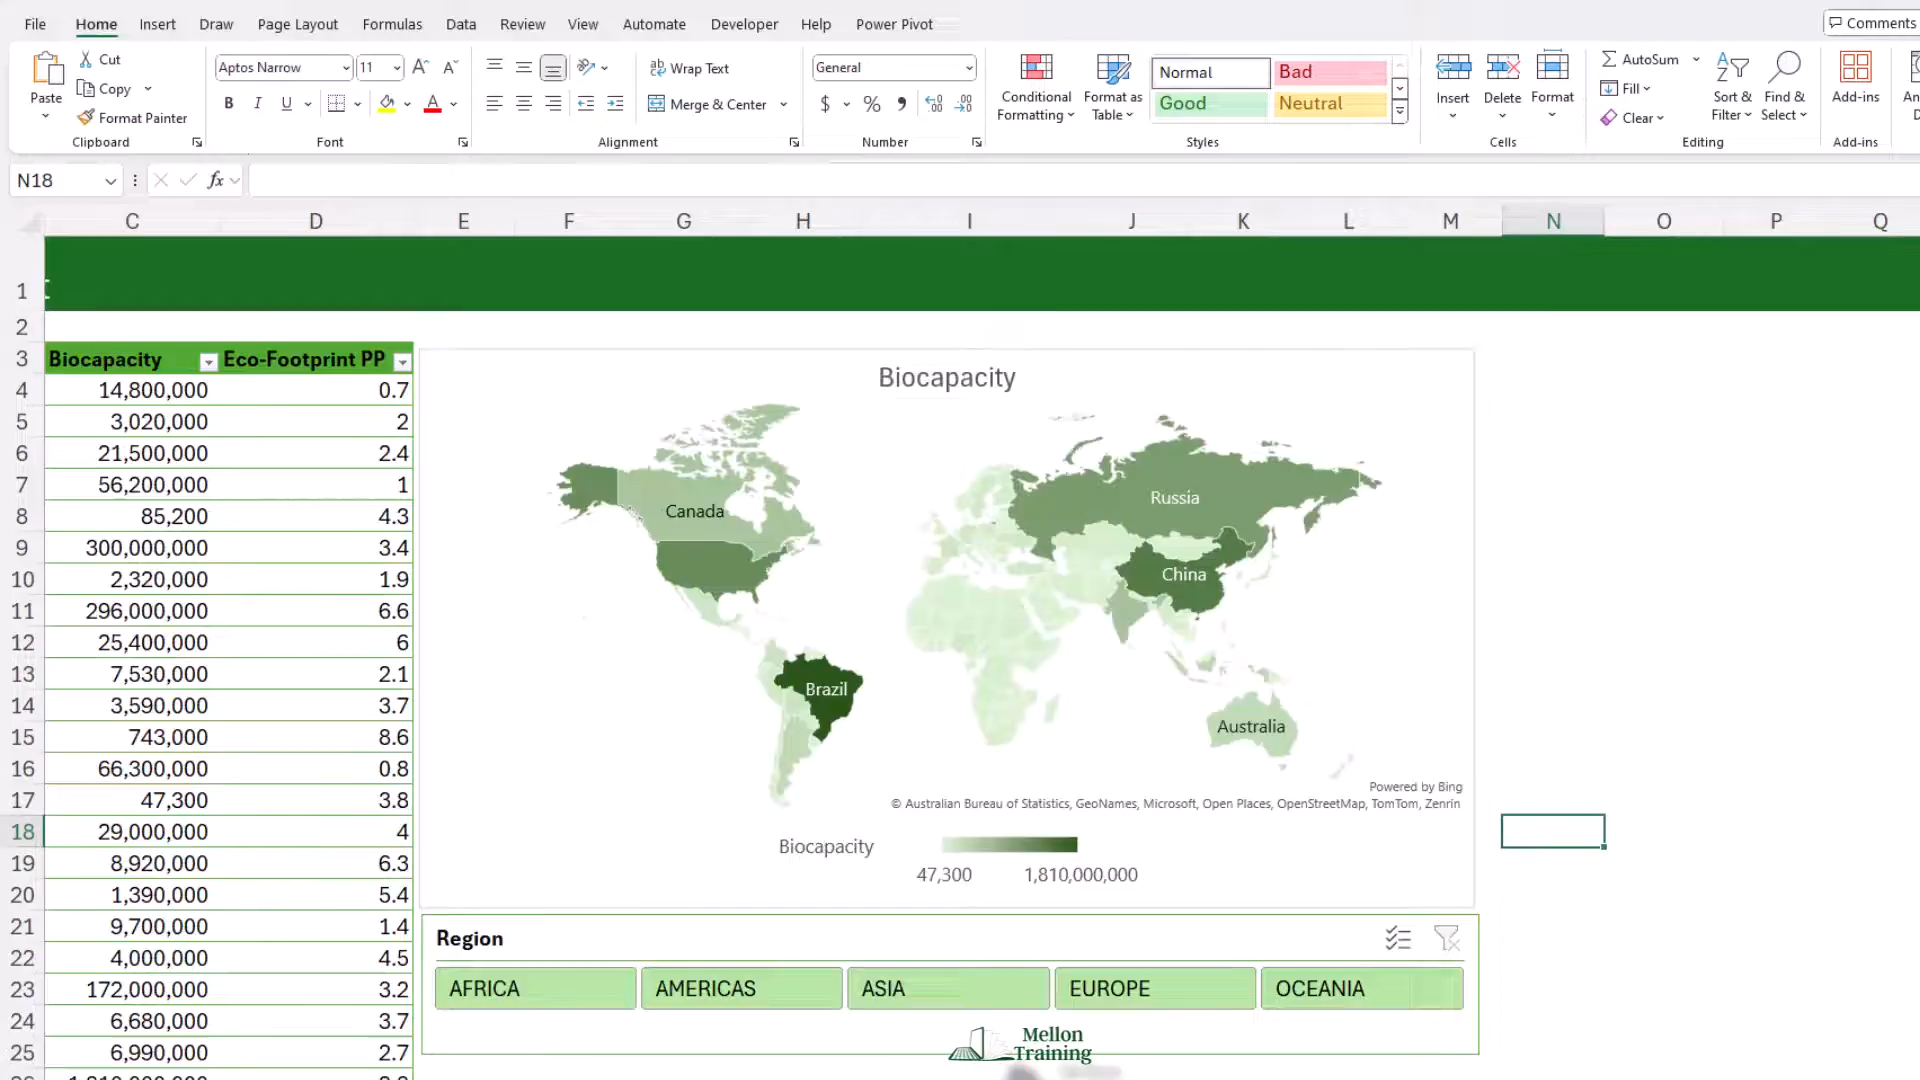 File Home Insert Draw Page Layout Formulas Data Review View Automate Developer Help Power Pivot Comments
Paste Cut Copy Format Painter Clipboard
Aptos Narrow 11 A A B I U A Font
Wrap Text Merge & Center Alignment
General $ % Number
Conditional Formatting Format as Table Normal Bad Good Neutral Styles
Insert Delete Format Cells
AutoSum Fill Clear Sort & Filter Find & Select Editing
Add-ins Add-ins
N18 fx
C D E F G H I J K L M N O P Q
1
2
3 Biocapacity Eco-Footprint PP
4 14,800,000 0.7
5 3,020,000 2
6 21,500,000 2.4
7 56,200,000 1
8 85,200 4.3
9 300,000,000 3.4
10 2,320,000 1.9
11 296,000,000 6.6
12 25,400,000 6
13 7,530,000 2.1
14 3,590,000 3.7
15 743,000 8.6
16 66,300,000 0.8
17 47,300 3.8
18 29,000,000 4
19 8,920,000 6.3
20 1,390,000 5.4
21 9,700,000 1.4
22 4,000,000 4.5
23 172,000,000 3.2
24 6,680,000 3.7
25 6,990,000 2.7
Biocapacity
Canada
Russia
China
Brazil
Australia
Powered by Bing
© Australian Bureau of Statistics, GeoNames, Microsoft, Open Places, OpenStreetMap, TomTom, Zenrin
Biocapacity
47,300 1,810,000,000
Region
AFRICA AMERICAS ASIA EUROPE OCEANIA
Mellon
Training